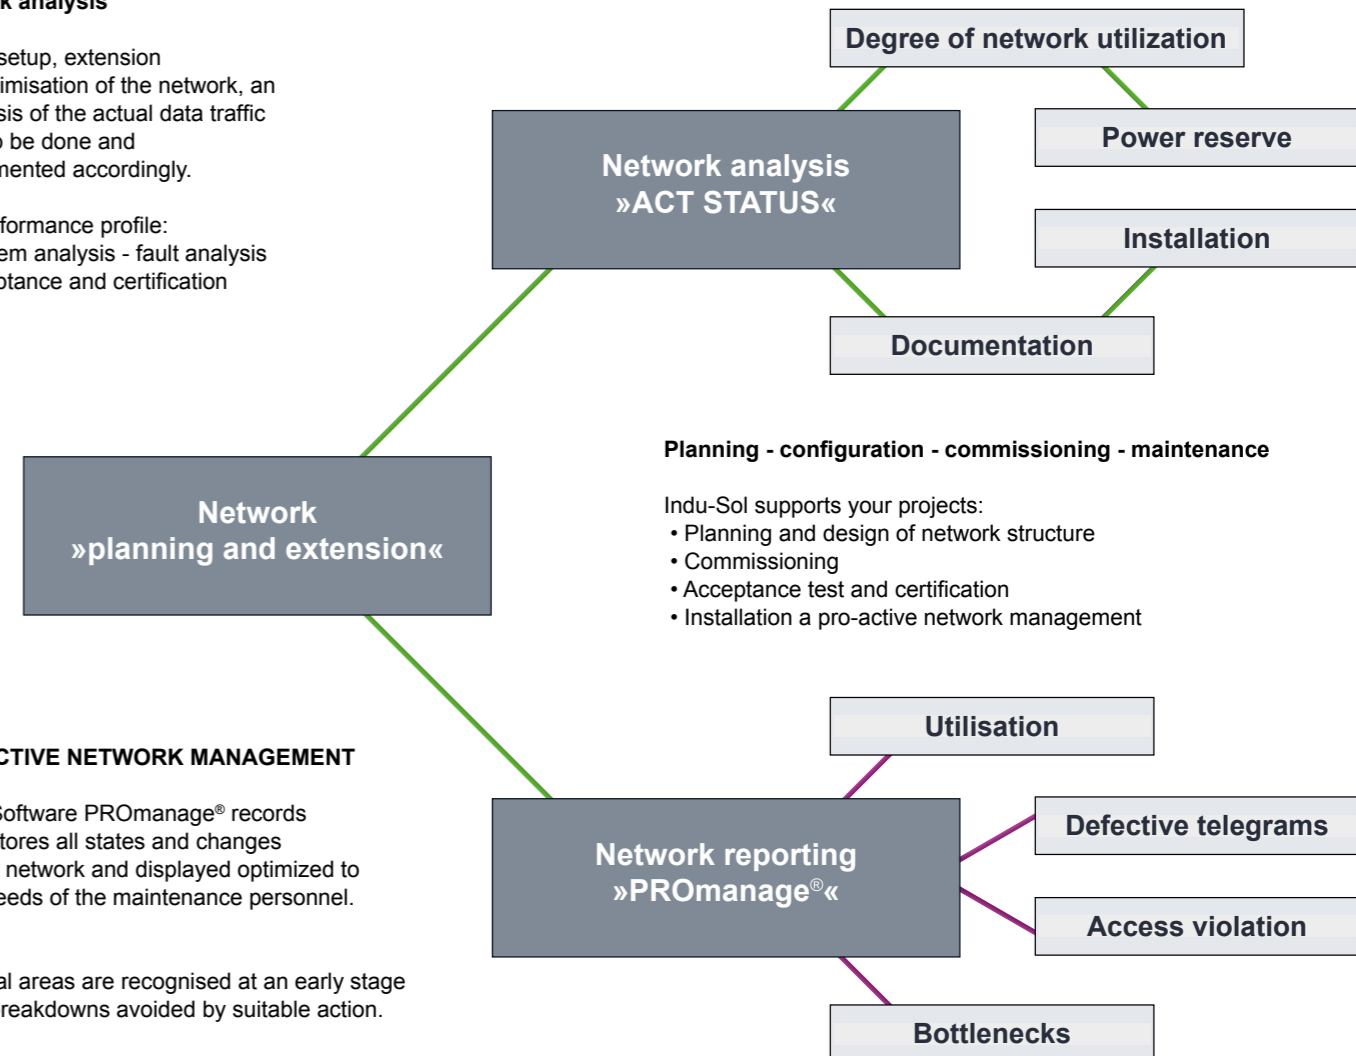 k analysis
setup, extension
imisation of the network, an
sis of the actual data traffic
o be done and
mented accordingly.
formance profile:
em analysis - fault analysis
ptance and certification
Degree of network utilization
Power reserve
Network analysis
»ACT STATUS«
Installation
Documentation
Network
»planning and extension«
Planning - configuration - commissioning - maintenance
Indu-Sol supports your projects:
• Planning and design of network structure
• Commissioning
• Acceptance test and certification
• Installation a pro-active network management
CTIVE NETWORK MANAGEMENT
Software PROmanage® records
tores all states and changes
network and displayed optimized to
eeds of the maintenance personnel.
al areas are recognised at an early stage
breakdowns avoided by suitable action.
Utilisation
Network reporting
»PROmanage®«
Defective telegrams
Access violation
Bottlenecks